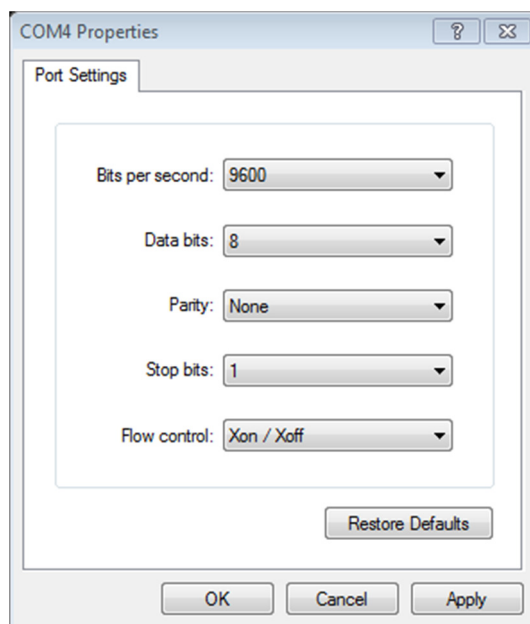 COM4 Properties
Port Settings
Bits per second: 9600
Data bits: 8
Parity: None
Stop bits: 1
Flow control: Xon / Xoff
Restore Defaults
OK Cancel Apply